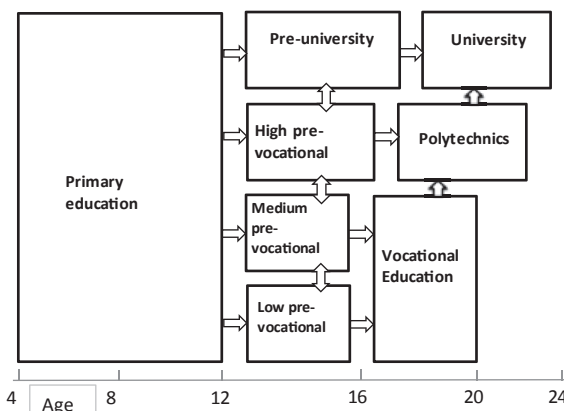 Pre-university
University
High pre-
vocational
Polytechnics
Primary
education
Medium
pre-
vocational
Vocational
Education
Low pre-
vocational
4
Age
8
12
16
20
24